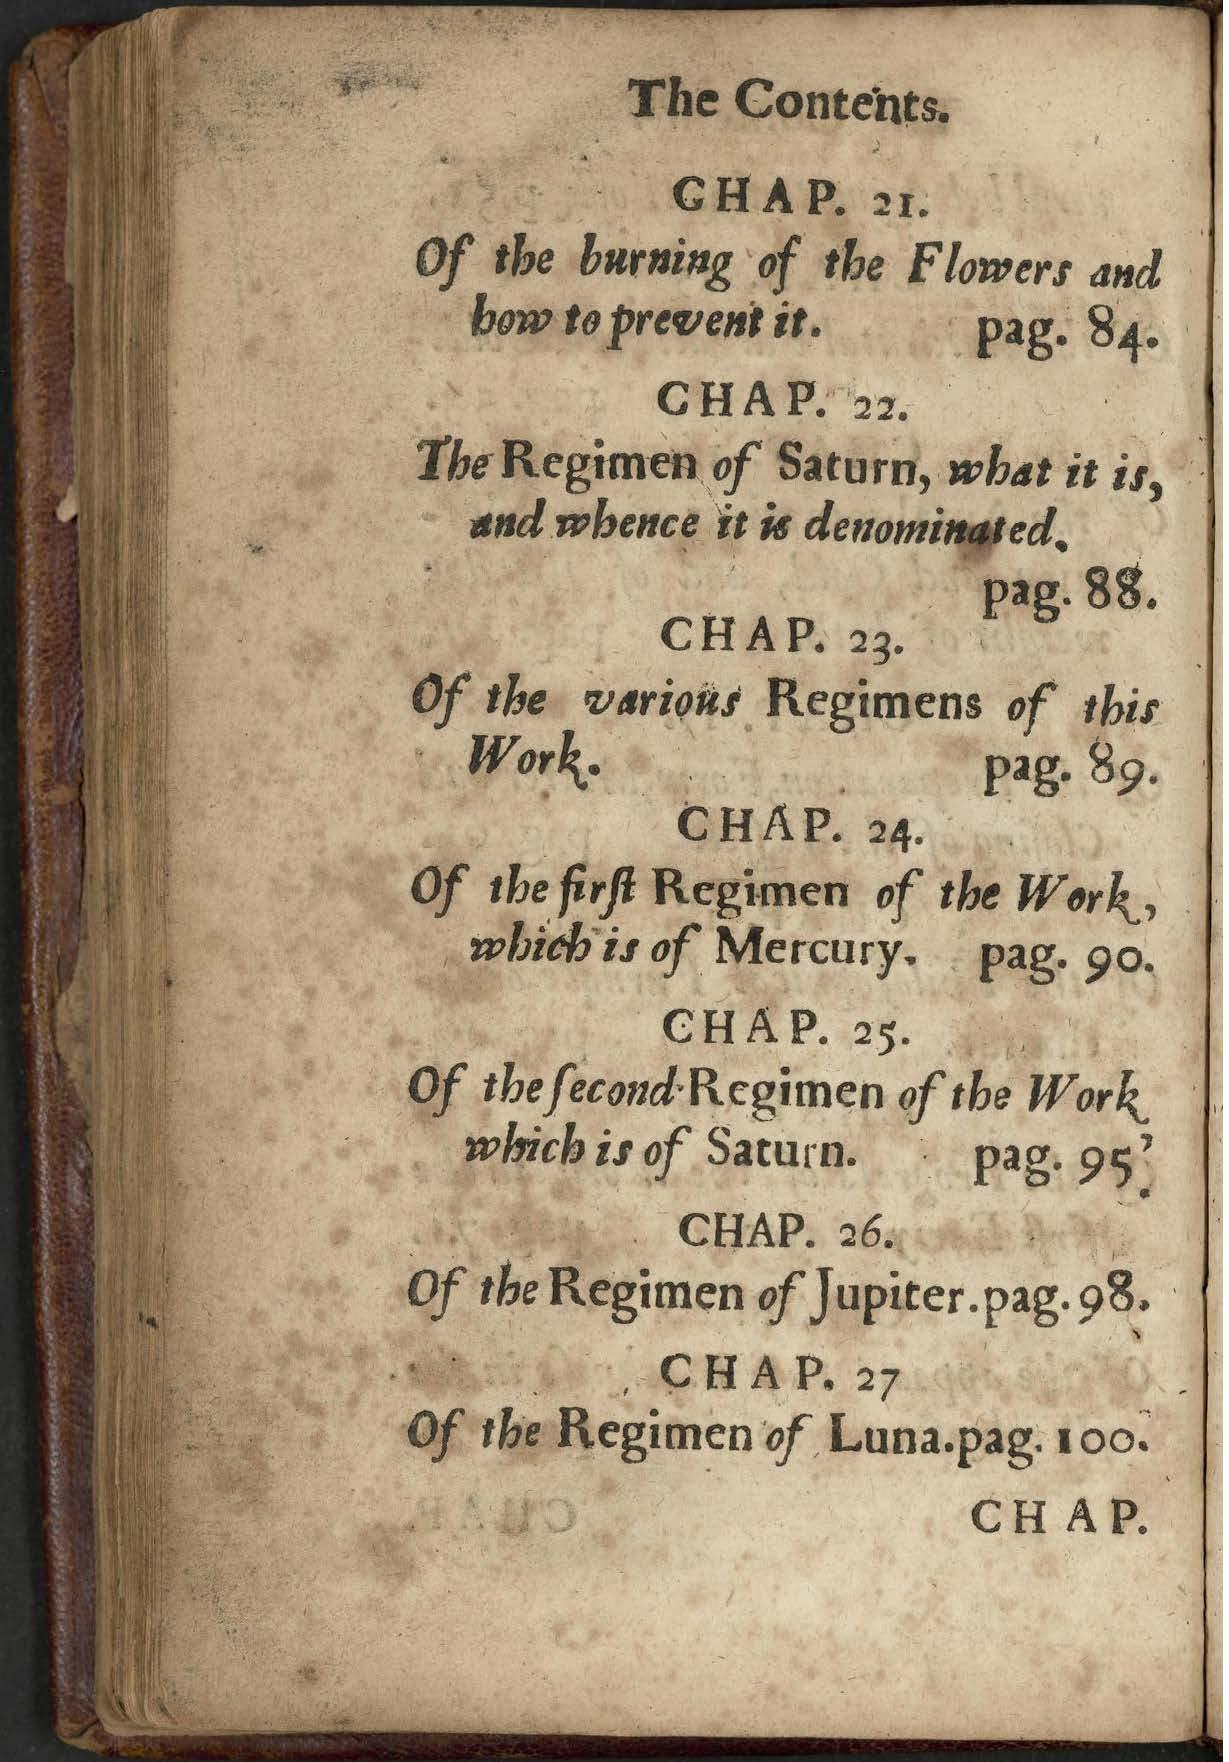 The Contents.
CHAP. 21.
Of the burning of the Flowers and
how to prevent it. pag. 84.
CHAP. 22.
The Regimen of Saturn, what it is,
and whence it is denominated.
pag. 88.
CHAP. 23.
Of the various Regimens of this
Work. pag. 89.
CHAP. 24.
Of the firſt Regimen of the Work,
which is of Mercury. pag. 90.
CHAP. 25.
Of the ſecond Regimen of the Work
which is of Saturn. pag. 95.
CHAP. 26.
Of the Regimen of Jupiter. pag. 98.
CHAP. 27
Of the Regimen of Luna. pag. 100.
CHAP.